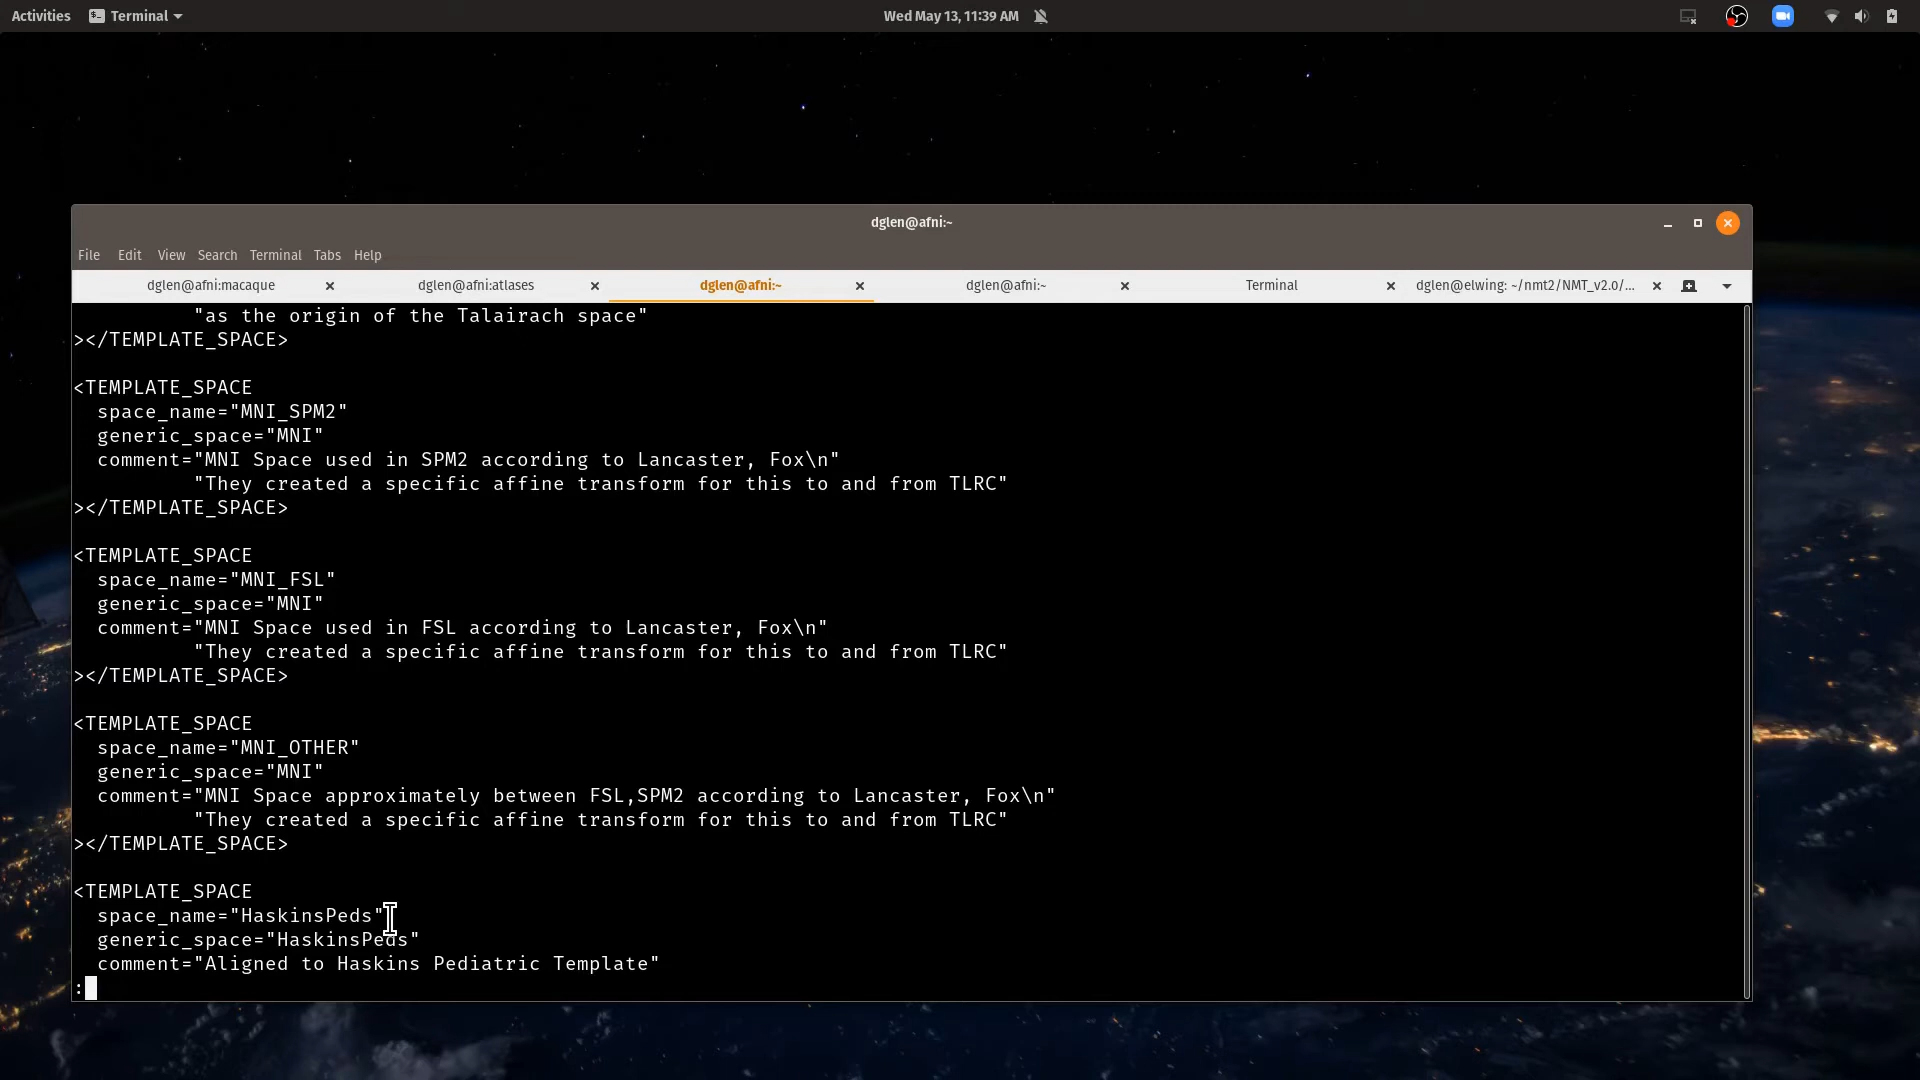 Activities Terminal Wed May 13, 11:39 AM
dglen@afni:~
File Edit View Search Terminal Tabs Help
dglen@afni:macaque dglen@afni:atlases dglen@afni:~ dglen@afni:~ Terminal dglen@elwing: ~/nmt2/NMT_v2.0/...
"as the origin of the Talairach space"
></TEMPLATE_SPACE>
<TEMPLATE_SPACE
space_name="MNI_SPM2"
generic_space="MNI"
comment="MNI Space used in SPM2 according to Lancaster, Fox\n"
"They created a specific affine transform for this to and from TLRC"
></TEMPLATE_SPACE>
<TEMPLATE_SPACE
space_name="MNI_FSL"
generic_space="MNI"
comment="MNI Space used in FSL according to Lancaster, Fox\n"
"They created a specific affine transform for this to and from TLRC"
></TEMPLATE_SPACE>
<TEMPLATE_SPACE
space_name="MNI_OTHER"
generic_space="MNI"
comment="MNI Space approximately between FSL,SPM2 according to Lancaster, Fox\n"
"They created a specific affine transform for this to and from TLRC"
></TEMPLATE_SPACE>
<TEMPLATE_SPACE
space_name="HaskinsPeds"
generic_space="HaskinsPeds"
comment="Aligned to Haskins Pediatric Template"
: